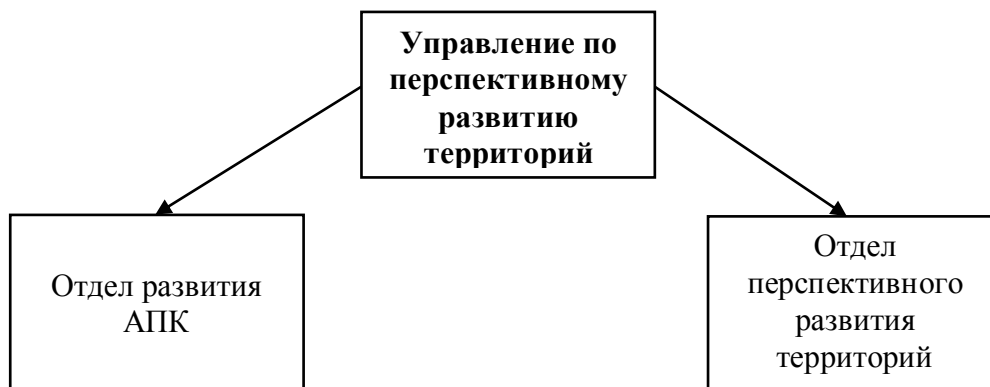 Управление по
перспективному
развитию
территорий
Отдел развития
АПК
Отдел
перспективного
развития
территорий